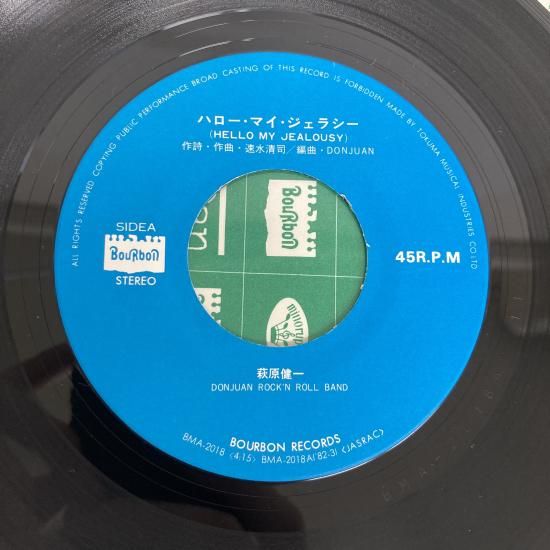 ALL RIGHTS RESERVED COPYING PUBLIC PERFORMANCE BROAD CASTING OF THIS RECORD IS FORBIDDEN MADE BY TOKUMA MUSICAL INDUSTRIES CO. LTD
ハロー・マイ・ジェラシー
(HELLO MY JEALOUSY)
作詩・作曲・速水清司／編曲・DONJUAN
SIDEA
BouRbon
STEREO
45R.P.M
BouRbon
萩原健一
DONJUAN ROCK'N ROLL BAND
BOURBON RECORDS
BMA-2018 〈4:15〉 BMA-2018A('82·3) 〈JASRAC〉